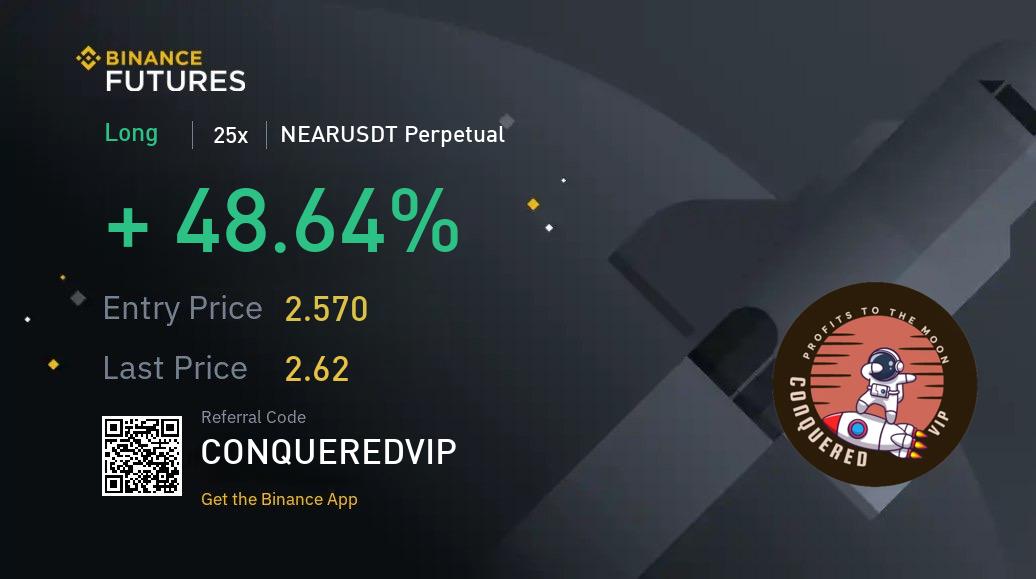 BINANCE
FUTURES
Long 25x NEARUSDT Perpetual
+ 48.64%
Entry Price 2.570
Last Price 2.62
Referral Code
CONQUEREDVIP
Get the Binance App
PROFITS TO THE MOON
CONQUERED VIP